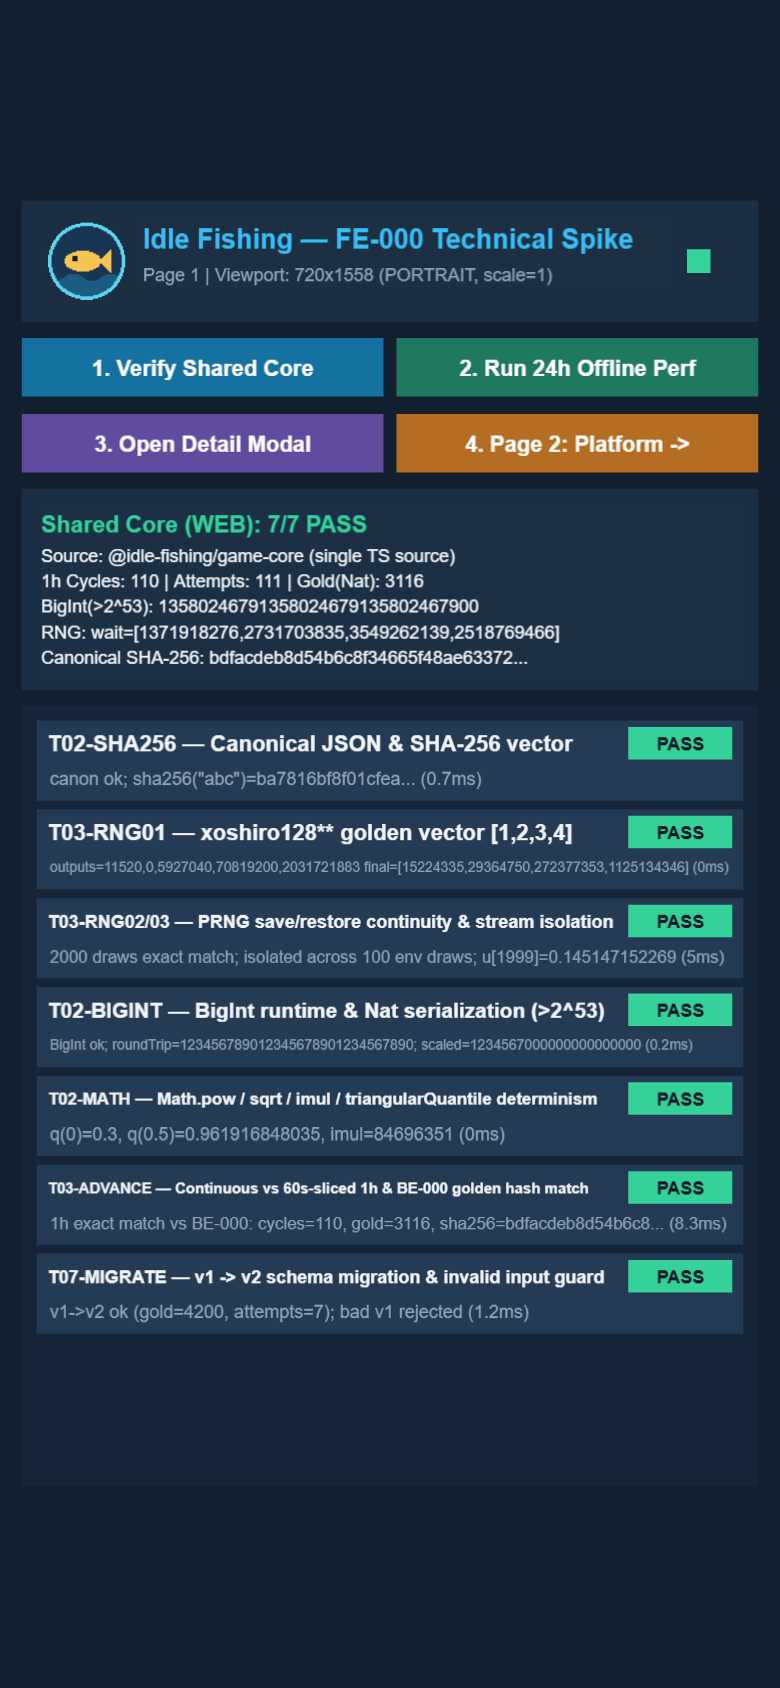 Idle Fishing — FE-000 Technical Spike
Page 1 | Viewport: 720x1558 (PORTRAIT, scale=1)
1. Verify Shared Core
2. Run 24h Offline Perf
3. Open Detail Modal
4. Page 2: Platform ->
Shared Core (WEB): 7/7 PASS
Source: @idle-fishing/game-core (single TS source)
1h Cycles: 110 | Attempts: 111 | Gold(Nat): 3116
BigInt(>2^53): 13580246791358024679135802467900
RNG: wait=[1371918276,2731703835,3549262139,2518769466]
Canonical SHA-256: bdfacdeb8d54b6c8f34665f48ae63372...
T02-SHA256 — Canonical JSON & SHA-256 vector
PASS
canon ok; sha256("abc")=ba7816bf8f01cfea... (0.7ms)
T03-RNG01 — xoshiro128** golden vector [1,2,3,4]
PASS
outputs=11520,0,5927040,70819200,2031721883 final=[15224335,29364750,272377353,1125134346] (0ms)
T03-RNG02/03 — PRNG save/restore continuity & stream isolation
PASS
2000 draws exact match; isolated across 100 env draws; u[1999]=0.145147152269 (5ms)
T02-BIGINT — BigInt runtime & Nat serialization (>2^53)
PASS
BigInt ok; roundTrip=123456789012345678901234567890; scaled=1234567000000000000000 (0.2ms)
T02-MATH — Math.pow / sqrt / imul / triangularQuantile determinism
PASS
q(0)=0.3, q(0.5)=0.961916848035, imul=84696351 (0ms)
T03-ADVANCE — Continuous vs 60s-sliced 1h & BE-000 golden hash match
PASS
1h exact match vs BE-000: cycles=110, gold=3116, sha256=bdfacdeb8d54b6c8... (8.3ms)
T07-MIGRATE — v1 -> v2 schema migration & invalid input guard
PASS
v1->v2 ok (gold=4200, attempts=7); bad v1 rejected (1.2ms)